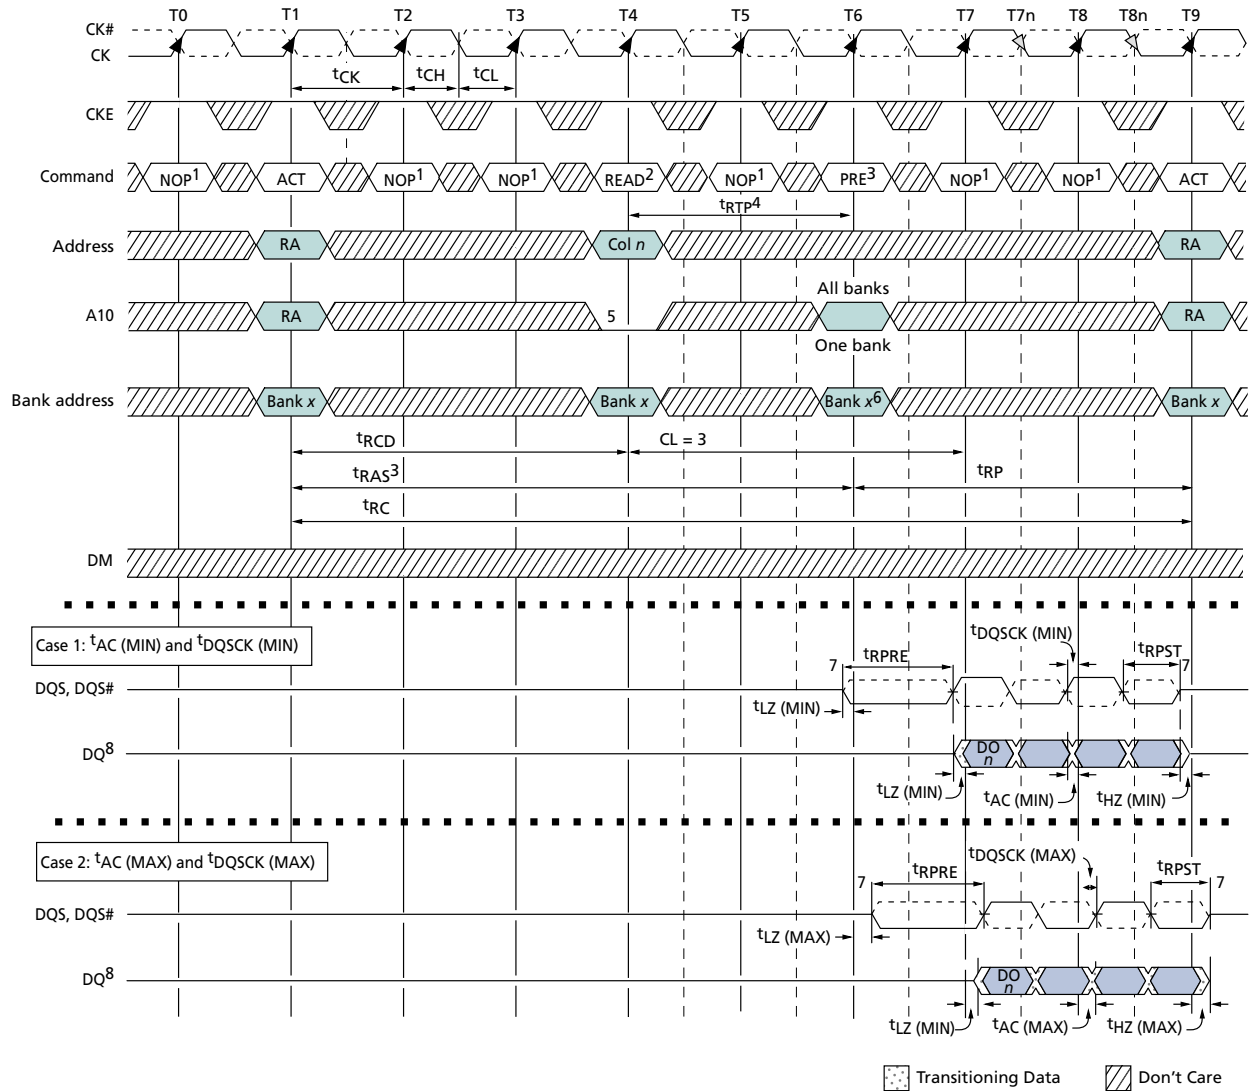 T0 T1 T2 T3 T4 T5 T6 T7 T7n T8 T8n T9
CK#
CK
tCK tCH tCL
CKE
Command NOP1 ACT NOP1 NOP1 READ2 NOP1 PRE3 NOP1 NOP1 ACT
tRTP4
Address RA Col n RA
All banks
A10 RA 5 RA
One bank
Bank address Bank x Bank x Bank x6 Bank x
tRCD CL = 3
tRAS3 tRP
tRC
DM
Case 1: tAC (MIN) and tDQSCK (MIN)
tDQSCK (MIN)
7 tRPRE tRPST 7
DQS, DQS#
tLZ (MIN)
DQ8 DO
n
tLZ (MIN) tAC (MIN) tHZ (MIN)
Case 2: tAC (MAX) and tDQSCK (MAX)
tDQSCK (MAX)
7 tRPRE tRPST 7
DQS, DQS#
tLZ (MAX)
DQ8 DO
n
tLZ (MIN) tAC (MAX) tHZ (MAX)
Transitioning Data Don't Care